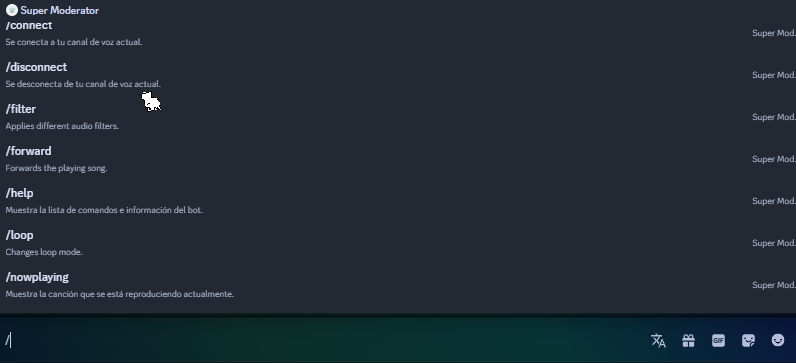 Super Moderator
/connect
Se conecta a tu canal de voz actual.
Super Mod.
/disconnect
Se desconecta de tu canal de voz actual.
Super Mod.
/filter
Applies different audio filters.
Super Mod.
/forward
Forwards the playing song.
Super Mod.
/help
Muestra la lista de comandos e información del bot.
Super Mod.
/loop
Changes loop mode.
Super Mod.
/nowplaying
Muestra la canción que se está reproduciendo actualmente.
Super Mod.
/
GIF